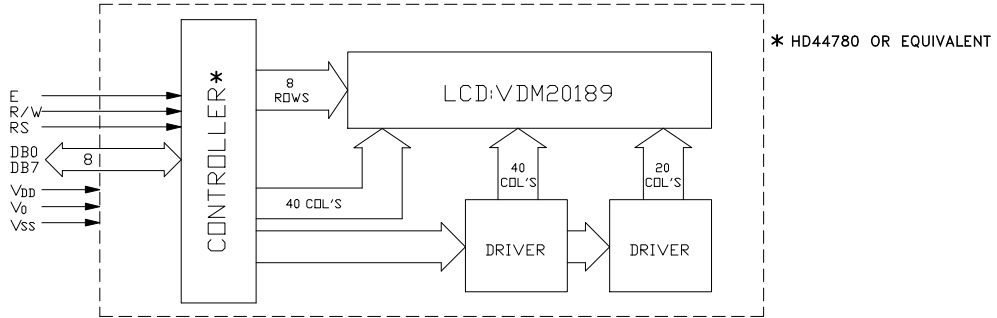 * HD44780 OR EQUIVALENT
CONTROLLER*
8
ROWS
LCD:VDM20189
E
R/W
RS
DB0
DB7
8
VDD
V0
VSS
40 COL'S
40
COL'S
20
COL'S
DRIVER
DRIVER